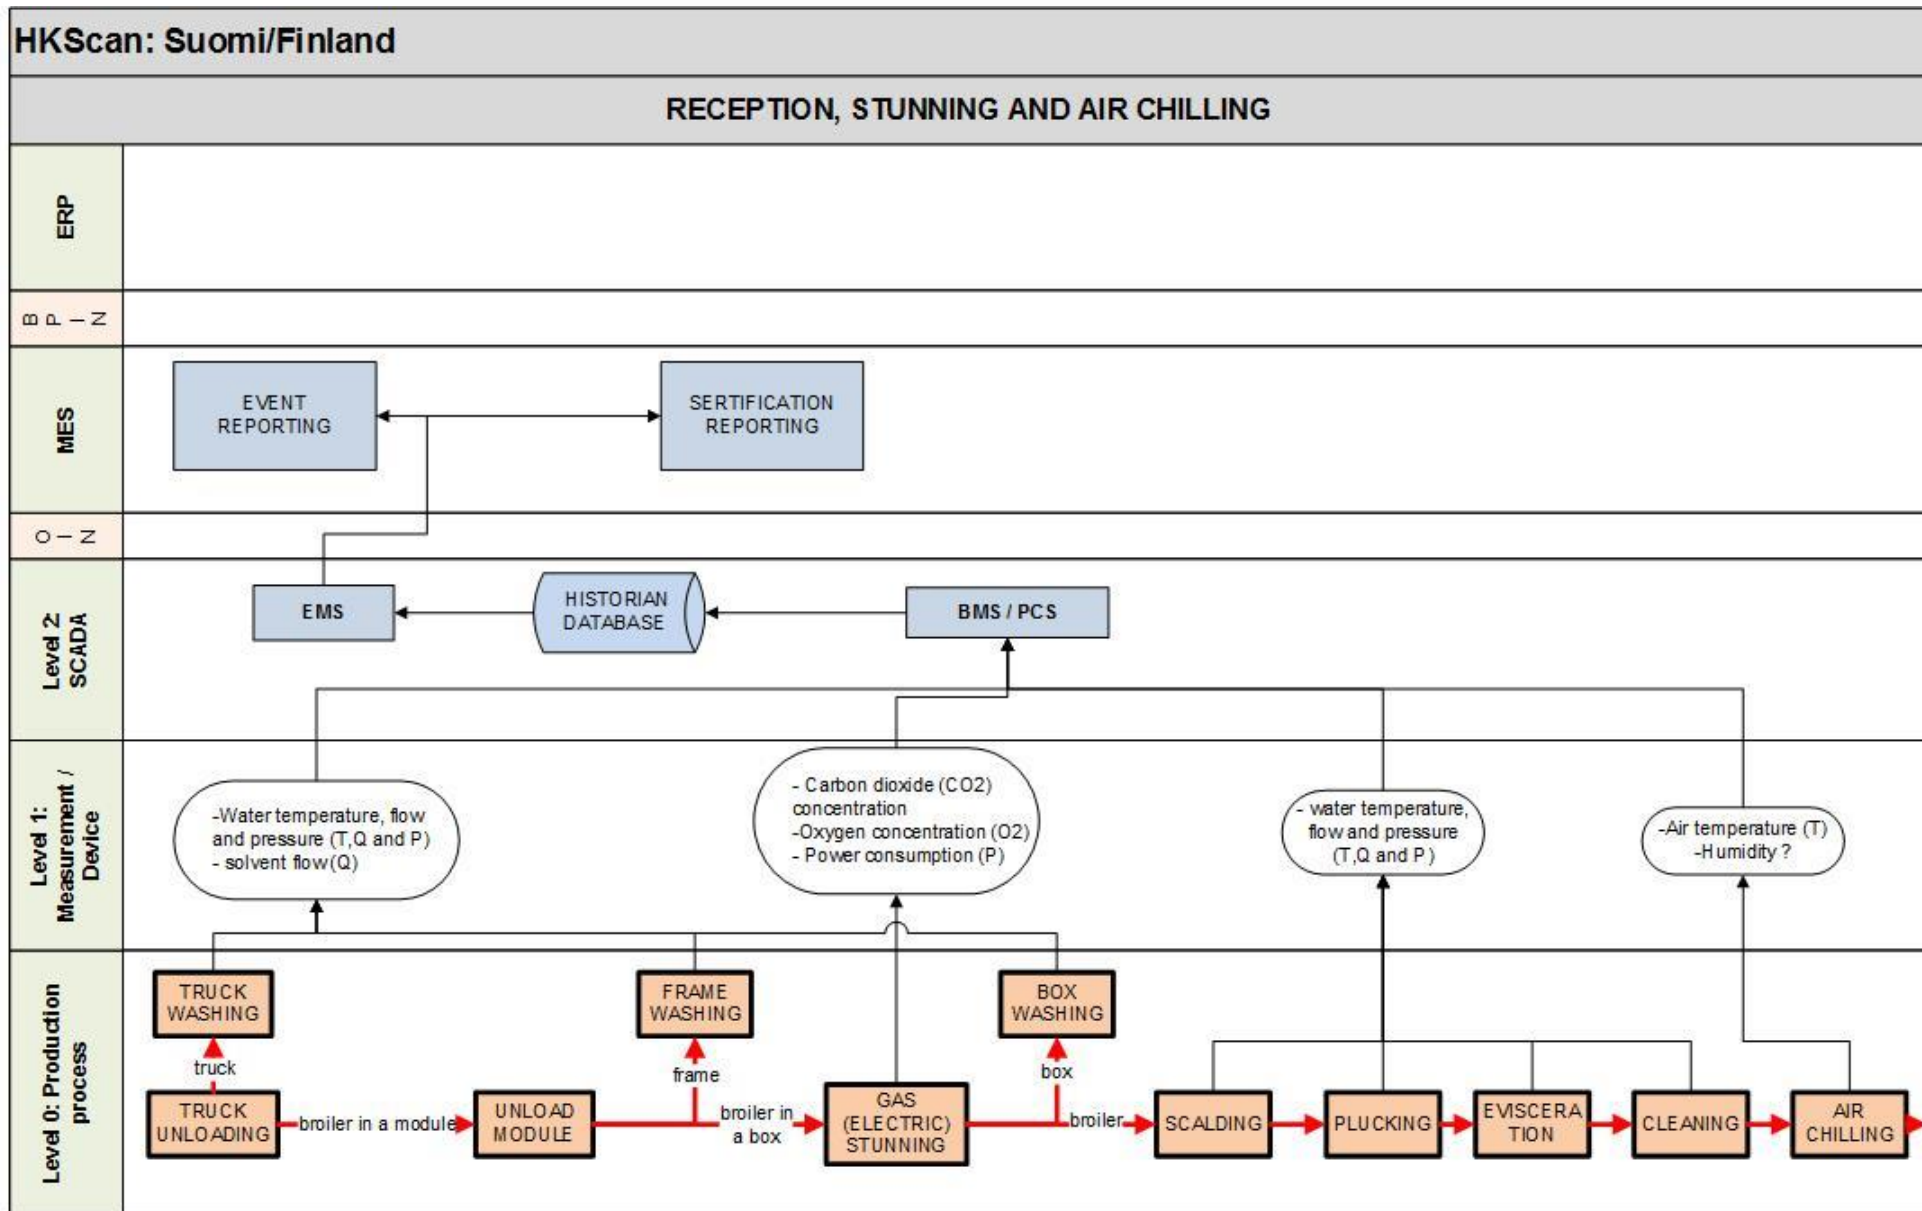 HKScan: Suomi/Finland
RECEPTION, STUNNING AND AIR CHILLING
ERP
B P I N
MES
EVENT
REPORTING
SERTIFICATION
REPORTING
O I N
Level 2:
SCADA
EMS
HISTORIAN
DATABASE
BMS / PCS
Level 1:
Measurement /
Device
-Water temperature, flow
and pressure (T,Q and P)
- solvent flow(Q)
- Carbon dioxide (CO2)
concentration
-Oxygen concentration (O2)
- Power consumption (P)
- water temperature,
flow and pressure
(T,Q and P)
-Air temperature (T)
-Humidity ?
Level 0: Production
process
TRUCK
WASHING
FRAME
WASHING
BOX
WASHING
truck
frame
box
TRUCK
UNLOADING
broiler in a module
UNLOAD
MODULE
broiler in
a box
GAS
(ELECTRIC)
STUNNING
broiler
SCALDING
PLUCKING
EVISCERA
TION
CLEANING
AIR
CHILLING